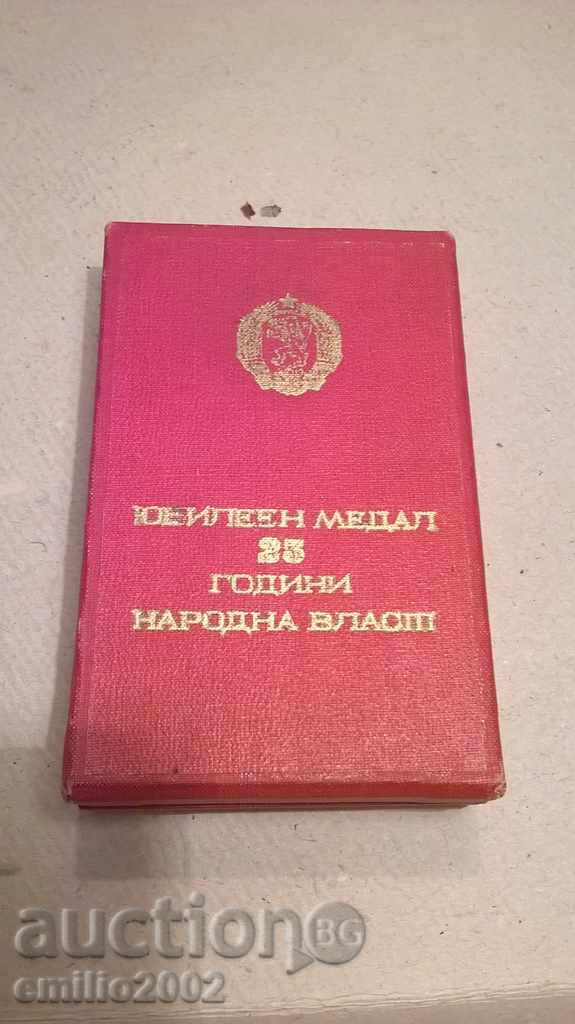 ЮБИЛЕЕН МЕДАЛ
25
ГОДИНИ
НАРОДНА ВЛАСТ
auction BG
emilio2002